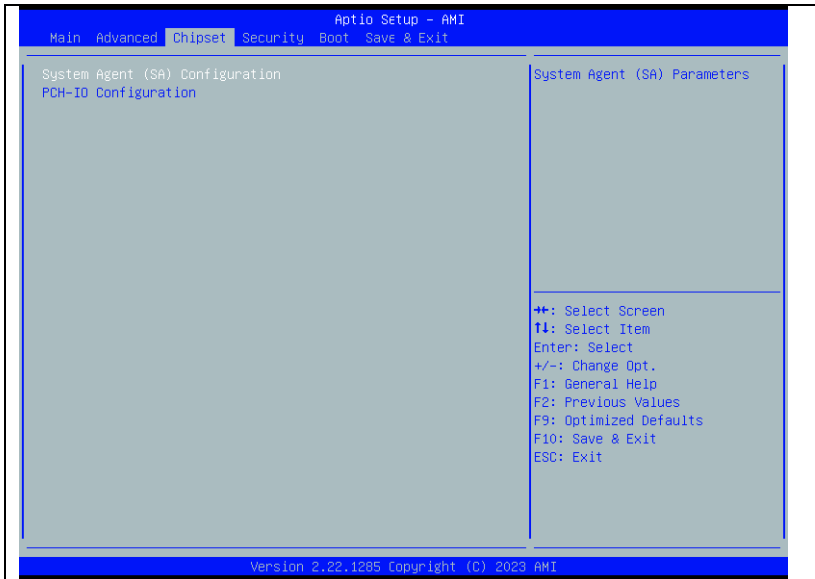 Aptio Setup – AMI
Main Advanced Chipset Security Boot Save & Exit
System Agent (SA) Configuration
PCH-IO Configuration
System Agent (SA) Parameters
→←: Select Screen
↑↓: Select Item
Enter: Select
+/-: Change Opt.
F1: General Help
F2: Previous Values
F9: Optimized Defaults
F10: Save & Exit
ESC: Exit
Version 2.22.1285 Copyright (C) 2023 AMI